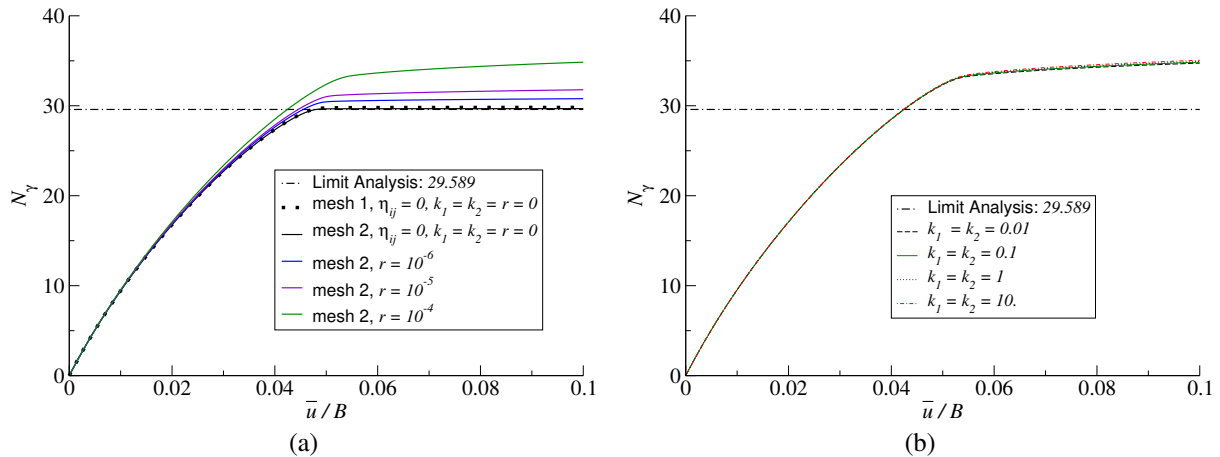 40
30
20
10
0
N_γ
0
0.02
0.04
0.06
0.08
0.1
u̅ / B
Limit Analysis: 29.589
mesh 1, η_ij = 0, k_1 = k_2 = r = 0
mesh 2, η_ij = 0, k_1 = k_2 = r = 0
mesh 2, r = 10^-6
mesh 2, r = 10^-5
mesh 2, r = 10^-4
(a)
40
30
20
10
0
N_γ
0
0.02
0.04
0.06
0.08
0.1
u̅ / B
Limit Analysis: 29.589
k_1 = k_2 = 0.01
k_1 = k_2 = 0.1
k_1 = k_2 = 1
k_1 = k_2 = 10.
(b)